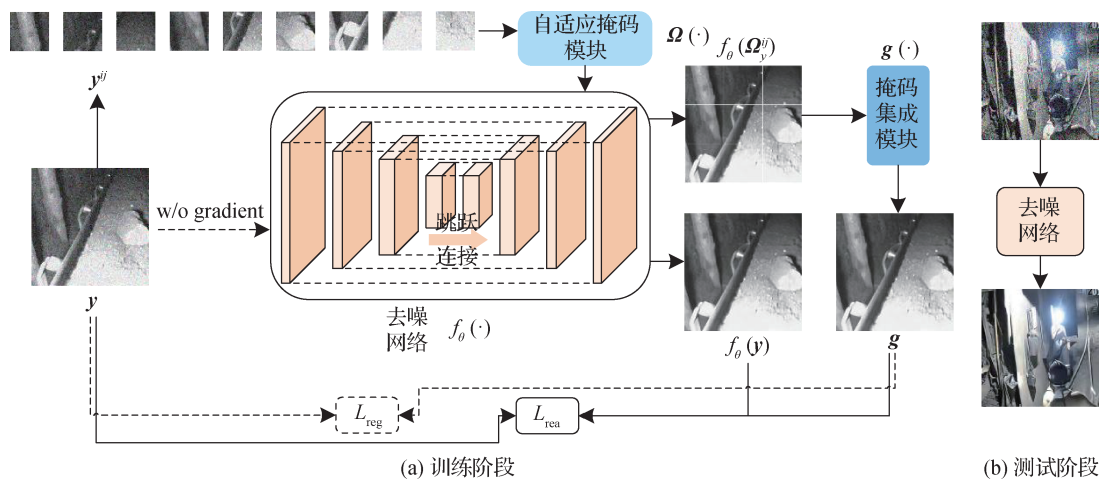 自适应掩码
模块
Ω(·)
f_θ(Ω_y^{ij})
g(·)
掩码
集成
模块
y^{ij}
w/o gradient
跳跃
连接
去噪
网络
y
去噪
网络
f_θ(·)
f_θ(y)
g
L_reg
L_rea
(a) 训练阶段
(b) 测试阶段